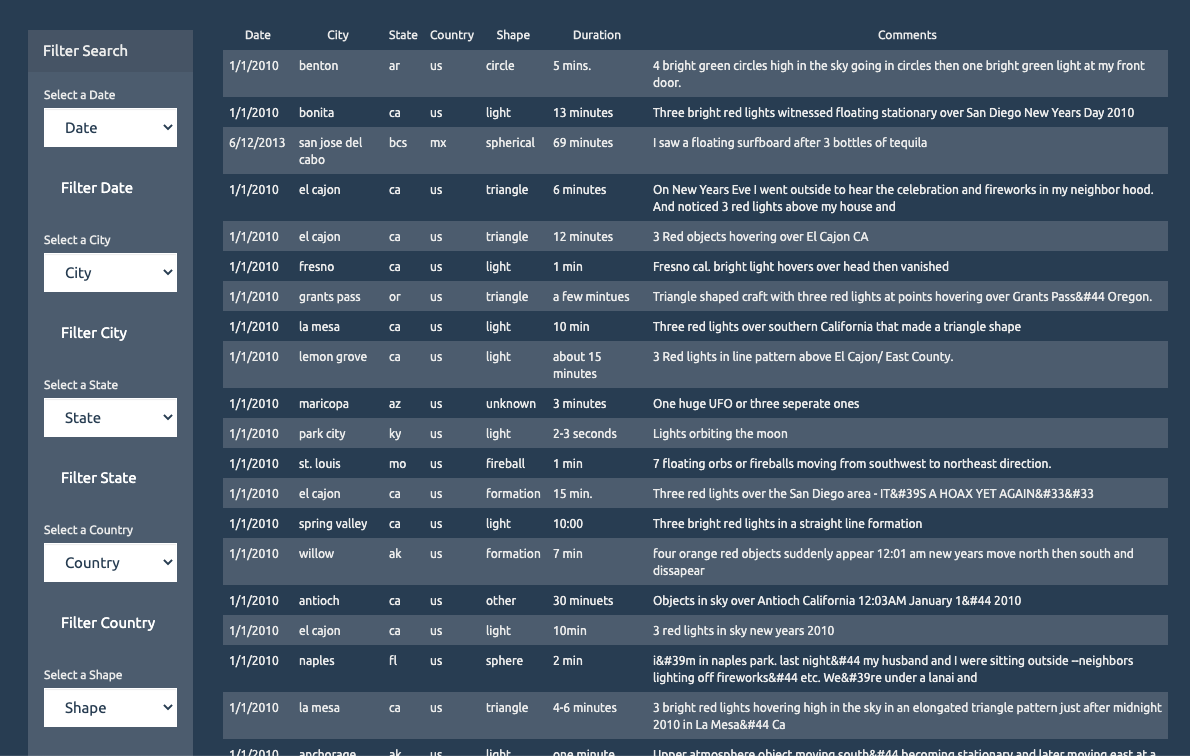 Filter Search
Select a Date
Date
Filter Date
Select a City
City
Filter City
Select a State
State
Filter State
Select a Country
Country
Filter Country
Select a Shape
Shape
Date City State Country Shape Duration Comments
1/1/2010 benton ar us circle 5 mins. 4 bright green circles high in the sky going in circles then one bright green light at my front
door.
1/1/2010 bonita ca us light 13 minutes Three bright red lights witnessed floating stationary over San Diego New Years Day 2010
6/12/2013 san jose del bcs mx spherical 69 minutes I saw a floating surfboard after 3 bottles of tequila
cabo
1/1/2010 el cajon ca us triangle 6 minutes On New Years Eve I went outside to hear the celebration and fireworks in my neighbor hood.
And noticed 3 red lights above my house and
1/1/2010 el cajon ca us triangle 12 minutes 3 Red objects hovering over El Cajon CA
1/1/2010 fresno ca us light 1 min Fresno cal. bright light hovers over head then vanished
1/1/2010 grants pass or us triangle a few mintues Triangle shaped craft with three red lights at points hovering over Grants Pass&#44 Oregon.
1/1/2010 la mesa ca us light 10 min Three red lights over southern California that made a triangle shape
1/1/2010 lemon grove ca us light about 15 3 Red lights in line pattern above El Cajon/ East County.
minutes
1/1/2010 maricopa az us unknown 3 minutes One huge UFO or three seperate ones
1/1/2010 park city ky us light 2-3 seconds Lights orbiting the moon
1/1/2010 st. louis mo us fireball 1 min 7 floating orbs or fireballs moving from southwest to northeast direction.
1/1/2010 el cajon ca us formation 15 min. Three red lights over the San Diego area - IT&#39S A HOAX YET AGAIN&#33&#33
1/1/2010 spring valley ca us light 10:00 Three bright red lights in a straight line formation
1/1/2010 willow ak us formation 7 min four orange red objects suddenly appear 12:01 am new years move north then south and
dissapear
1/1/2010 antioch ca us other 30 minuets Objects in sky over Antioch California 12:03AM January 1&#44 2010
1/1/2010 el cajon ca us light 10min 3 red lights in sky new years 2010
1/1/2010 naples fl us sphere 2 min i&#39m in naples park. last night&#44 my husband and I were sitting outside --neighbors
lighting off fireworks&#44 etc. We&#39re under a lanai and
1/1/2010 la mesa ca us triangle 4-6 minutes 3 bright red lights hovering high in the sky in an elongated triangle pattern just after midnight
2010 in La Mesa&#44 Ca
1/1/2010 anchorage ak us light one minute Upper atmosphere object moving south&#44 becoming stationary and later moving east at a